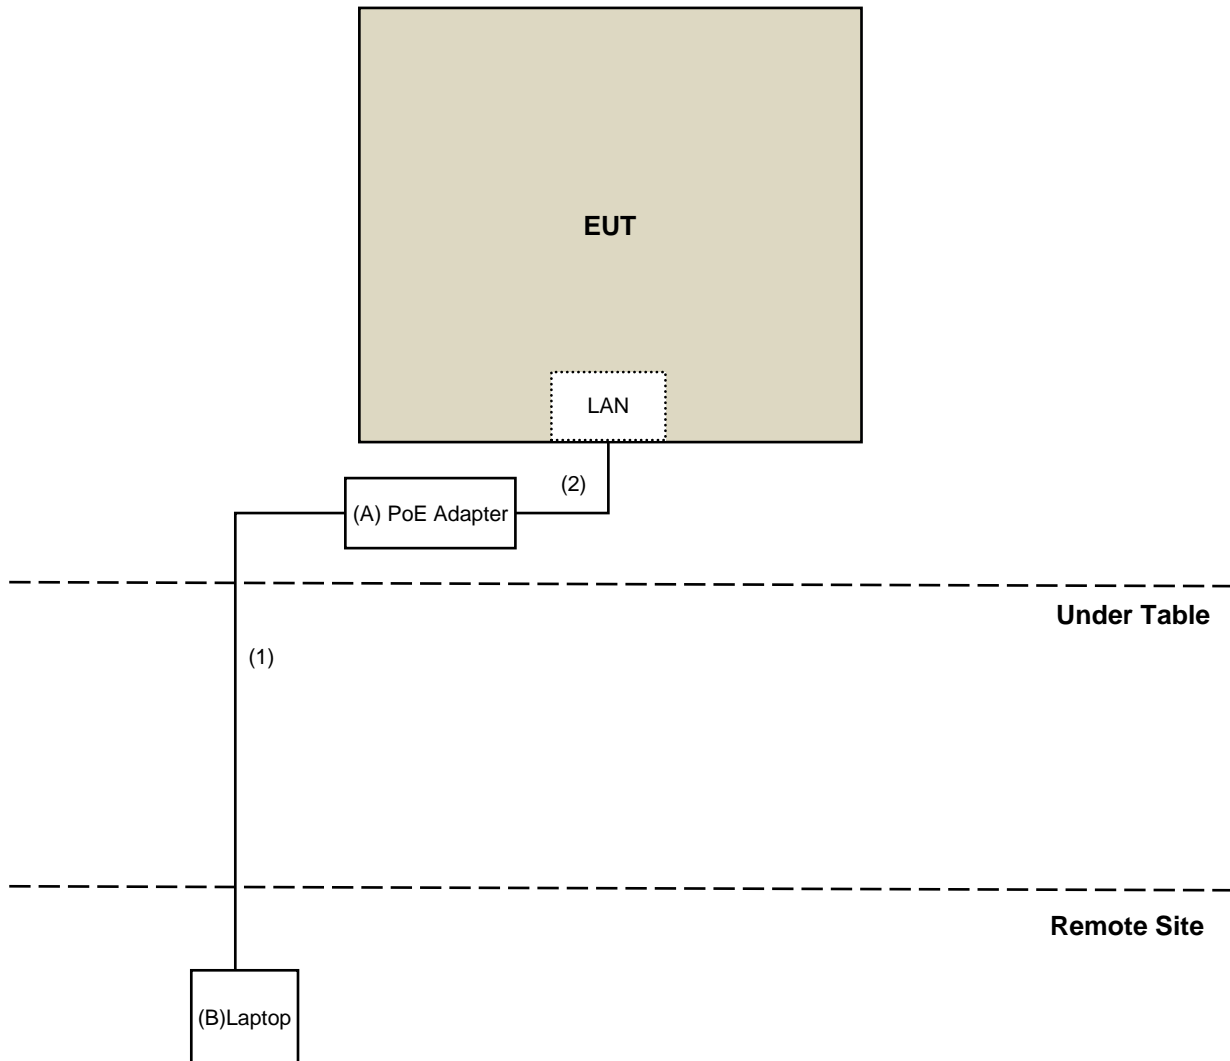 EUT
LAN
(2)
(A) PoE Adapter
Under Table
(1)
Remote Site
(B)Laptop